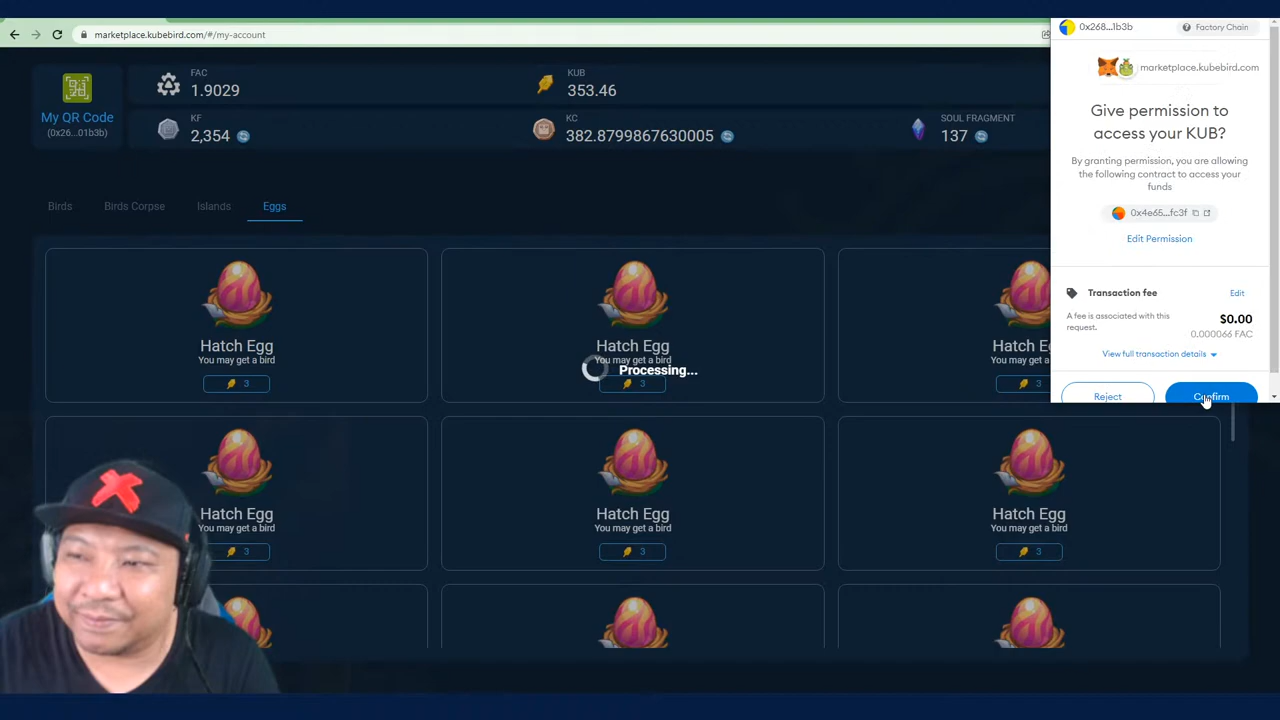 marketplace.kubebird.com/#/my-account
My QR Code
(0x26...01b3b)
FAC
1.9029
KUB
353.46
KF
2,354
KC
382.8799867630005
SOUL FRAGMENT
137
Birds
Birds Corpse
Islands
Eggs
Hatch Egg
You may get a bird
3
Hatch Egg
You may get a bird
3
Hatch Eg
You may get a b
3
Processing...
Hatch Egg
You may get a bird
3
Hatch Egg
You may get a bird
3
Hatch Egg
You may get a bird
3
0x268...1b3b
Factory Chain
marketplace.kubebird.com
Give permission to
access your KUB?
By granting permission, you are allowing
the following contract to access your
funds
0x4e65...fc3f
Edit Permission
Transaction fee
Edit
A fee is associated with this
request.
$0.00
0.000066 FAC
View full transaction details
Reject
Confirm